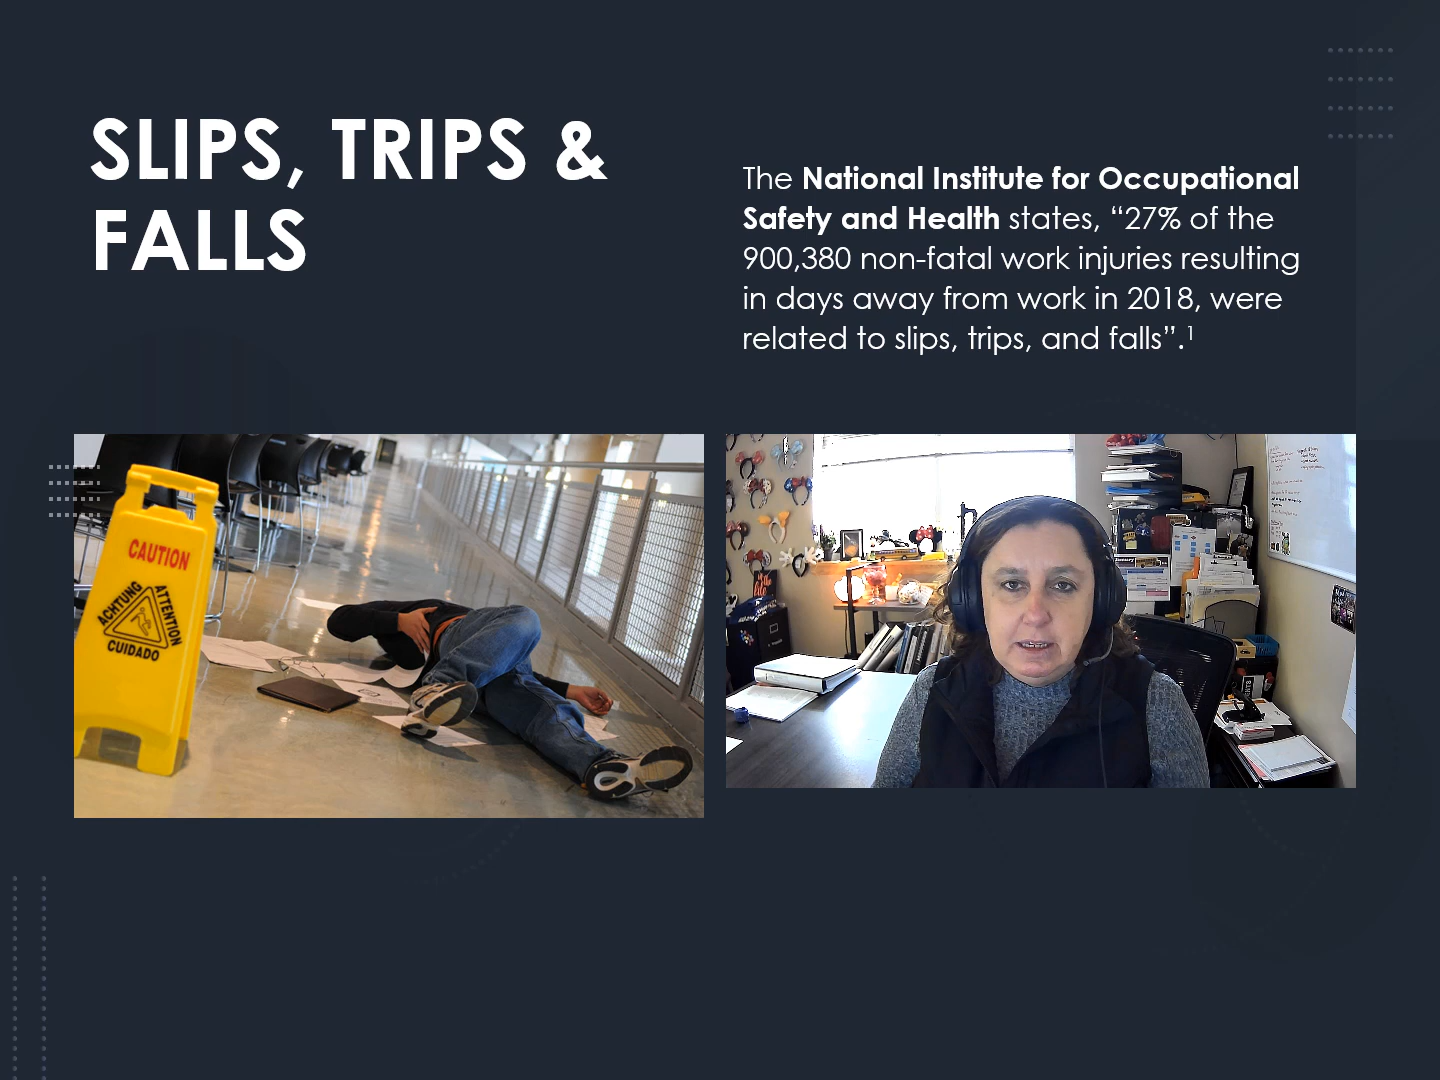 SLIPS, TRIPS &
FALLS
The National Institute for Occupational
Safety and Health states, “27% of the
900,380 non-fatal work injuries resulting
in days away from work in 2018, were
related to slips, trips, and falls”.¹
CAUTION
ACHTUNG
ATTENTION
CUIDADO